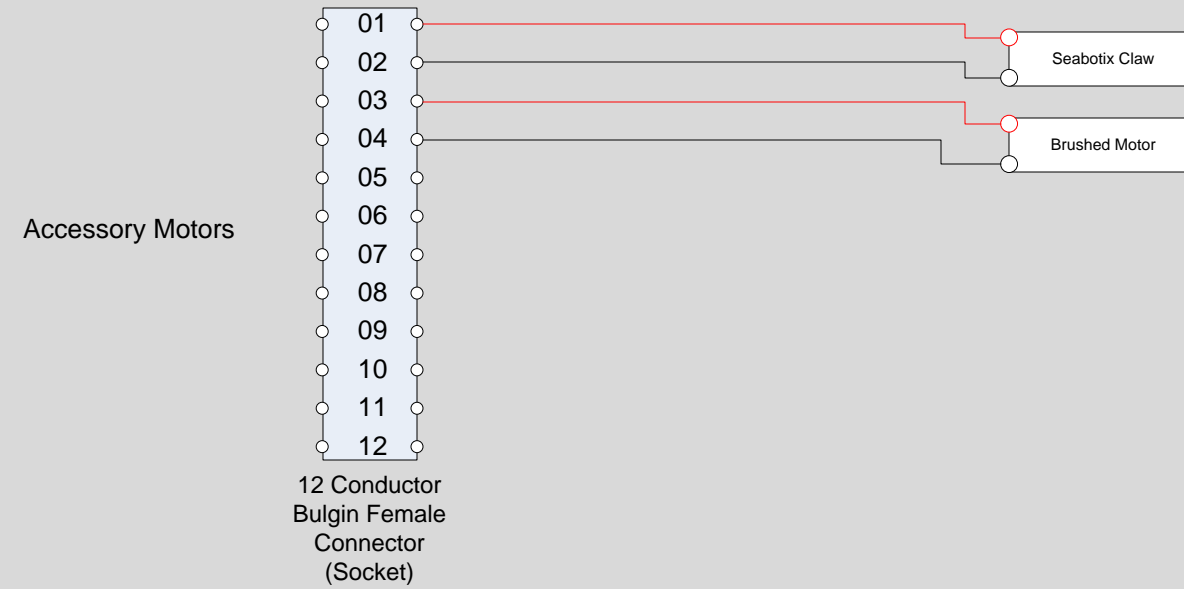 01
02
03
04
05
06
07
08
09
10
11
12
Seabotix Claw
Brushed Motor
Accessory Motors
12 Conductor
Bulgin Female
Connector
(Socket)